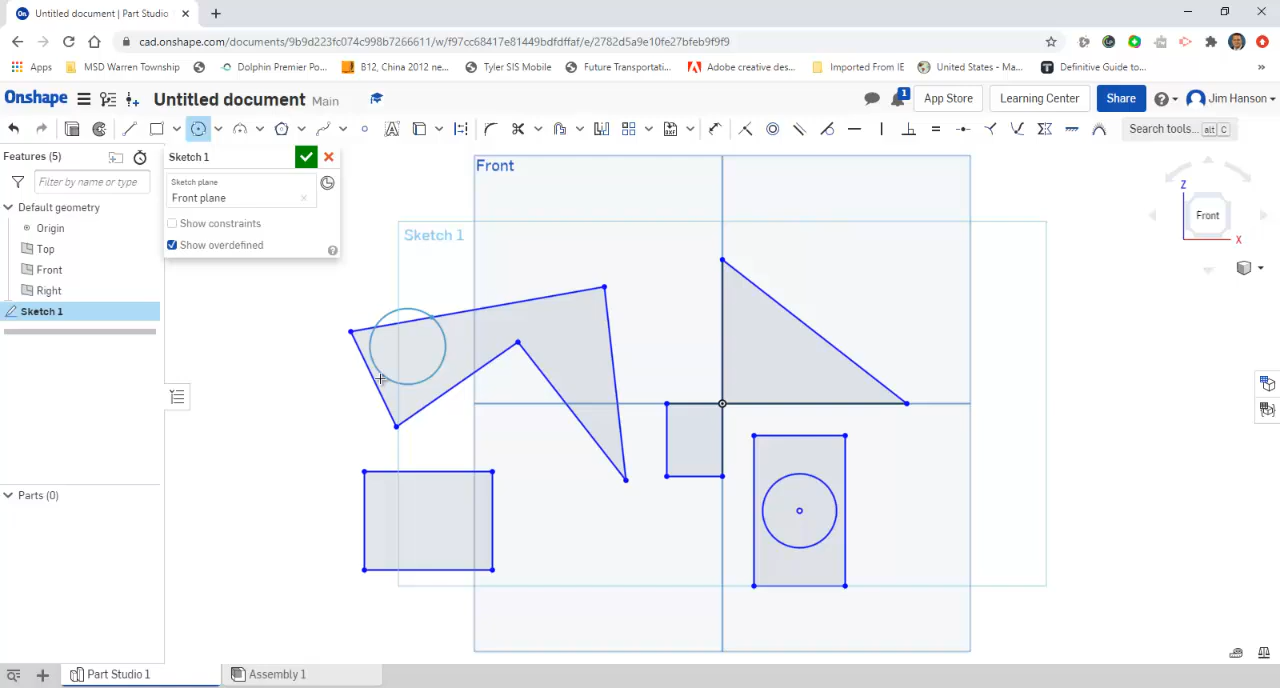 Untitled document | Part Studio
cad.onshape.com/documents/9b9d223fc074c998b7266611/w/f97cc68417e81449bdfdffaf/e/2782d5a9e10fe27bfeb9f9f9
Apps MSD Warren Township Dolphin Premier Po... B12, China 2012 ne... Tyler SIS Mobile Future Transportati... Adobe creative des... Imported From IE United States - Ma... Definitive Guide to... »
Onshape Untitled document Main 1 App Store Learning Center Share Jim Hanson
Search tools... alt C
Features (5)
Filter by name or type
Default geometry
Origin
Top
Front
Right
Sketch 1
Parts (0)
Sketch 1
Sketch plane
Front plane
Show constraints
Show overdefined
Front
Sketch 1
Z
Front
X
Part Studio 1 Assembly 1